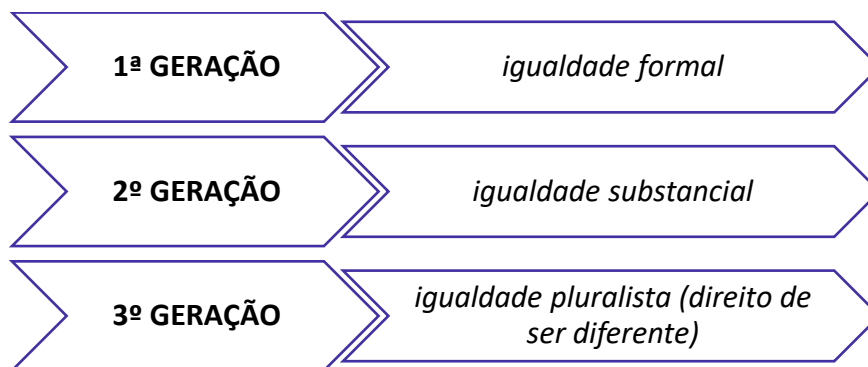 1ª GERAÇÃO
igualdade formal
2º GERAÇÃO
igualdade substancial
3º GERAÇÃO
igualdade pluralista (direito de
ser diferente)